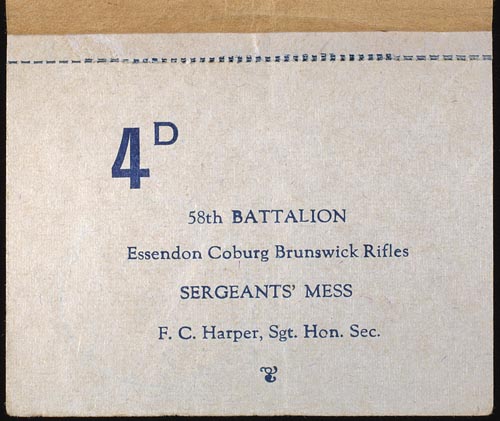 4D
58th BATTALION
Essendon Coburg Brunswick Rifles
SERGEANTS' MESS
F. C. Harper, Sgt. Hon. Sec.